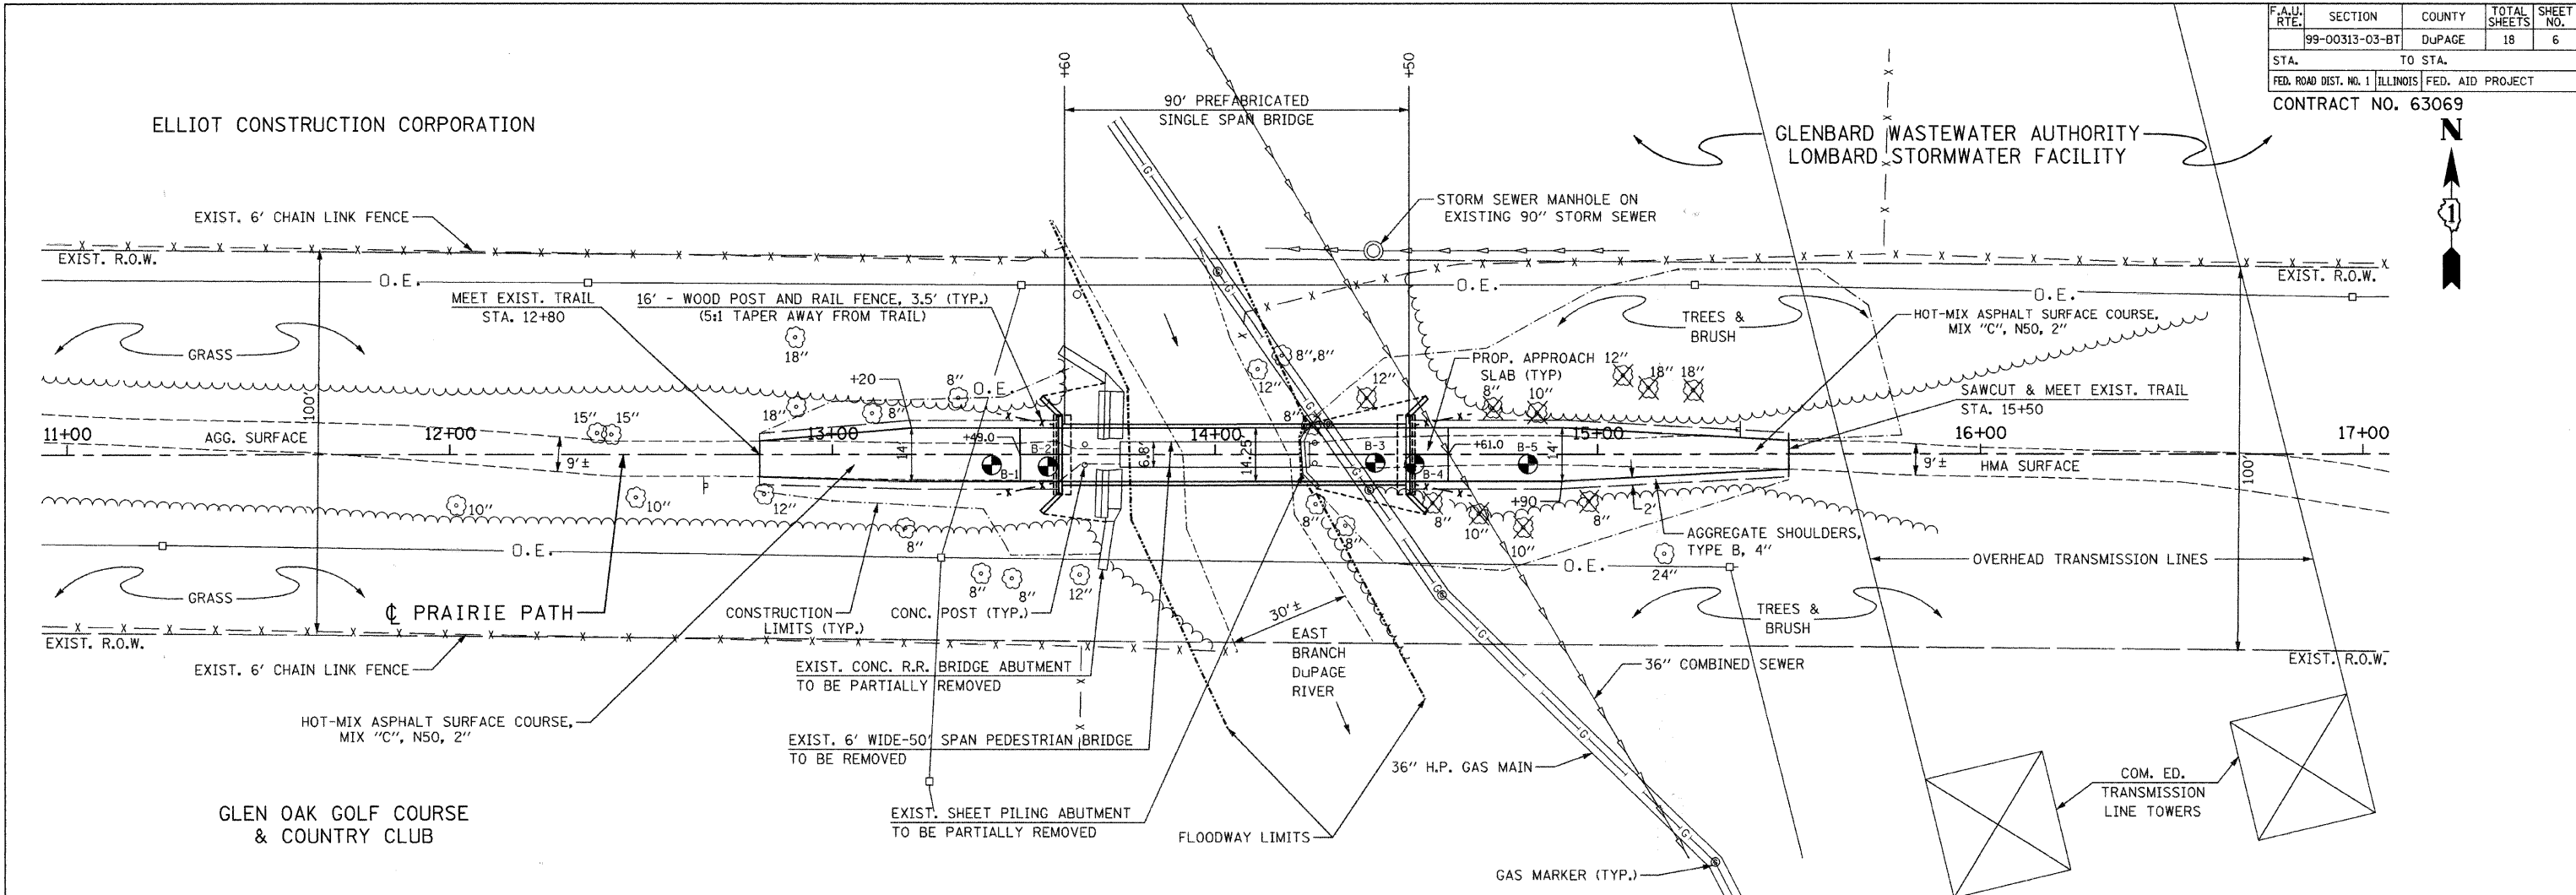 F.A.U. RTE. SECTION COUNTY TOTAL SHEETS SHEET NO.
99-00313-03-BT DuPAGE 18 6
STA. TO STA.
FED. ROAD DIST. NO. 1 ILLINOIS FED. AID PROJECT
CONTRACT NO. 63069
N
1
+60
+50
90' PREFABRICATED
SINGLE SPAN BRIDGE
ELLIOT CONSTRUCTION CORPORATION
GLENBARD WASTEWATER AUTHORITY
LOMBARD STORMWATER FACILITY
EXIST. 6' CHAIN LINK FENCE
STORM SEWER MANHOLE ON
EXISTING 90" STORM SEWER
EXIST. R.O.W.
EXIST. R.O.W.
O.E.
O.E.
O.E.
MEET EXIST. TRAIL
STA. 12+80
16' - WOOD POST AND RAIL FENCE, 3.5' (TYP.)
(5:1 TAPER AWAY FROM TRAIL)
TREES &
BRUSH
HOT-MIX ASPHALT SURFACE COURSE,
MIX "C", N50, 2"
GRASS
18"
8",8"
12"
PROP. APPROACH
SLAB (TYP)
12"
18"
18"
+20
8"
O.E
12"
8"
10"
SAWCUT & MEET EXIST. TRAIL
STA. 15+50
100'
15"
15"
18"
8"
8"
11+00
AGG. SURFACE
12+00
13+00
14+00
15+00
16+00
17+00
9'±
14'
+49.0
B-1
B-2
6.8'
14.25'
B-3
B-4
+61.0
B-5
14'
9'±
HMA SURFACE
100'
10"
10"
12"
8"
8"
8"
8"
10"
10"
+90
8"
2'
AGGREGATE SHOULDERS,
TYPE B, 4"
24"
O.E.
O.E.
OVERHEAD TRANSMISSION LINES
GRASS
℄ PRAIRIE PATH
CONSTRUCTION
LIMITS (TYP.)
8"
8"
12"
CONC. POST (TYP.)
30'±
EAST
BRANCH
DuPAGE
RIVER
TREES &
BRUSH
EXIST. R.O.W.
EXIST. R.O.W.
EXIST. 6' CHAIN LINK FENCE
EXIST. CONC. R.R. BRIDGE ABUTMENT
TO BE PARTIALLY REMOVED
36" COMBINED SEWER
HOT-MIX ASPHALT SURFACE COURSE,
MIX "C", N50, 2"
EXIST. 6' WIDE-50' SPAN PEDESTRIAN BRIDGE
TO BE REMOVED
36" H.P. GAS MAIN
COM. ED.
TRANSMISSION
LINE TOWERS
GLEN OAK GOLF COURSE
& COUNTRY CLUB
EXIST. SHEET PILING ABUTMENT
TO BE PARTIALLY REMOVED
FLOODWAY LIMITS
GAS MARKER (TYP.)